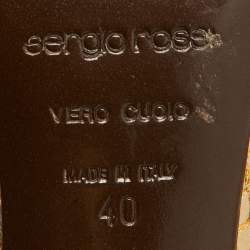 sergio rossi
VERO CUOIO
MADE IN ITALY
40